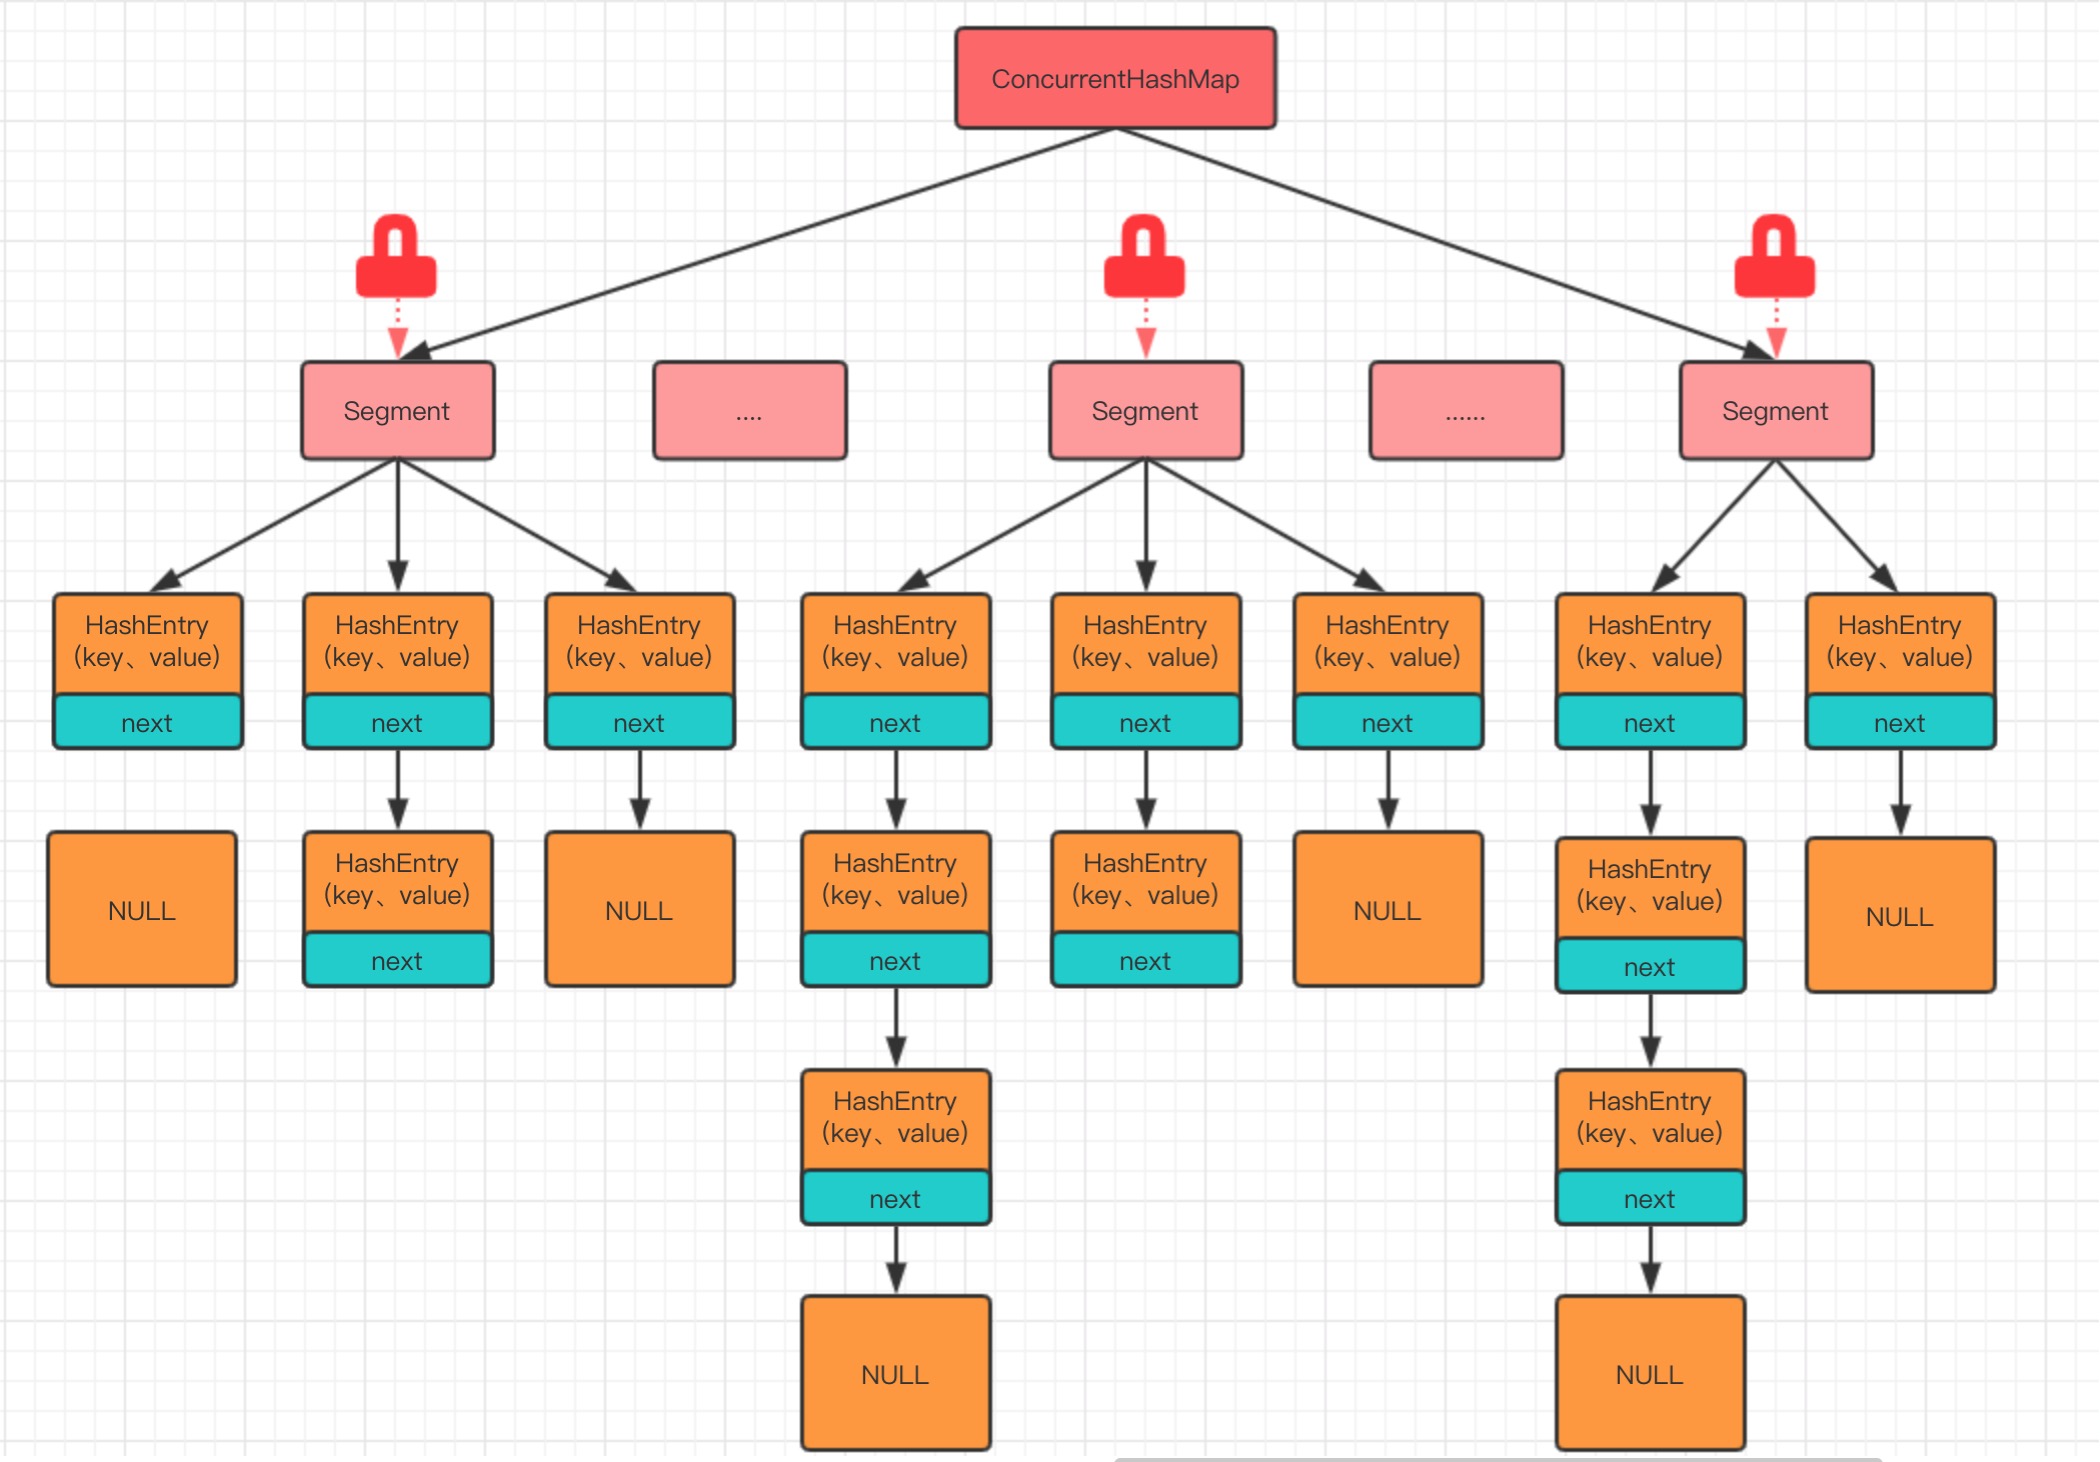 ConcurrentHashMap
Segment
....
Segment
......
Segment
HashEntry
(key、value)
next
HashEntry
(key、value)
next
HashEntry
(key、value)
next
HashEntry
(key、value)
next
HashEntry
(key、value)
next
HashEntry
(key、value)
next
HashEntry
(key、value)
next
HashEntry
(key、value)
next
NULL
HashEntry
(key、value)
next
NULL
HashEntry
(key、value)
next
HashEntry
(key、value)
next
NULL
HashEntry
(key、value)
next
NULL
HashEntry
(key、value)
next
HashEntry
(key、value)
next
NULL
NULL